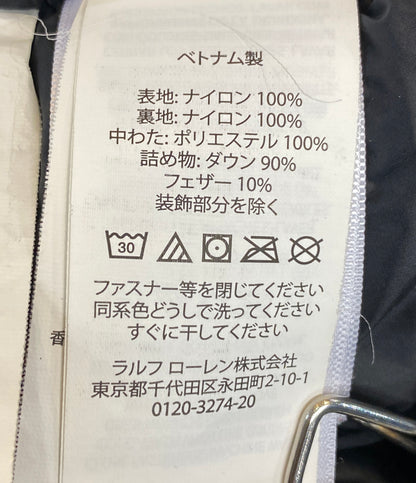 ベトナム製
表地: ナイロン 100%
裏地: ナイロン 100%
中わた: ポリエステル 100%
詰め物: ダウン 90%
フェザー 10%
装飾部分を除く
30
ファスナー等を閉じてください
同系色どうしで洗ってください
すぐに干してください
香
ラルフ ローレン株式会社
東京都千代田区永田町2-10-1
0120-3274-20